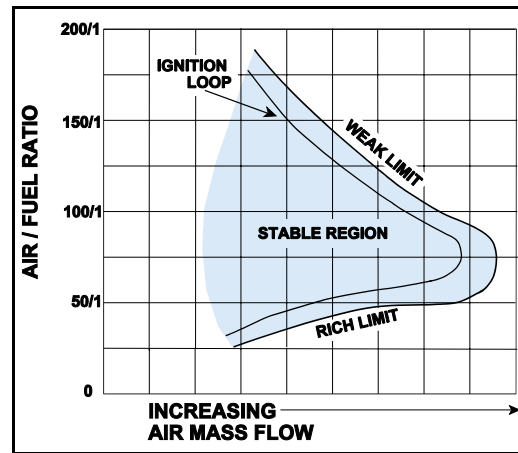 200/1
IGNITION
LOOP
150/1
WEAK LIMIT
AIR / FUEL RATIO
100/1
STABLE REGION
50/1
RICH LIMIT
0
INCREASING
AIR MASS FLOW